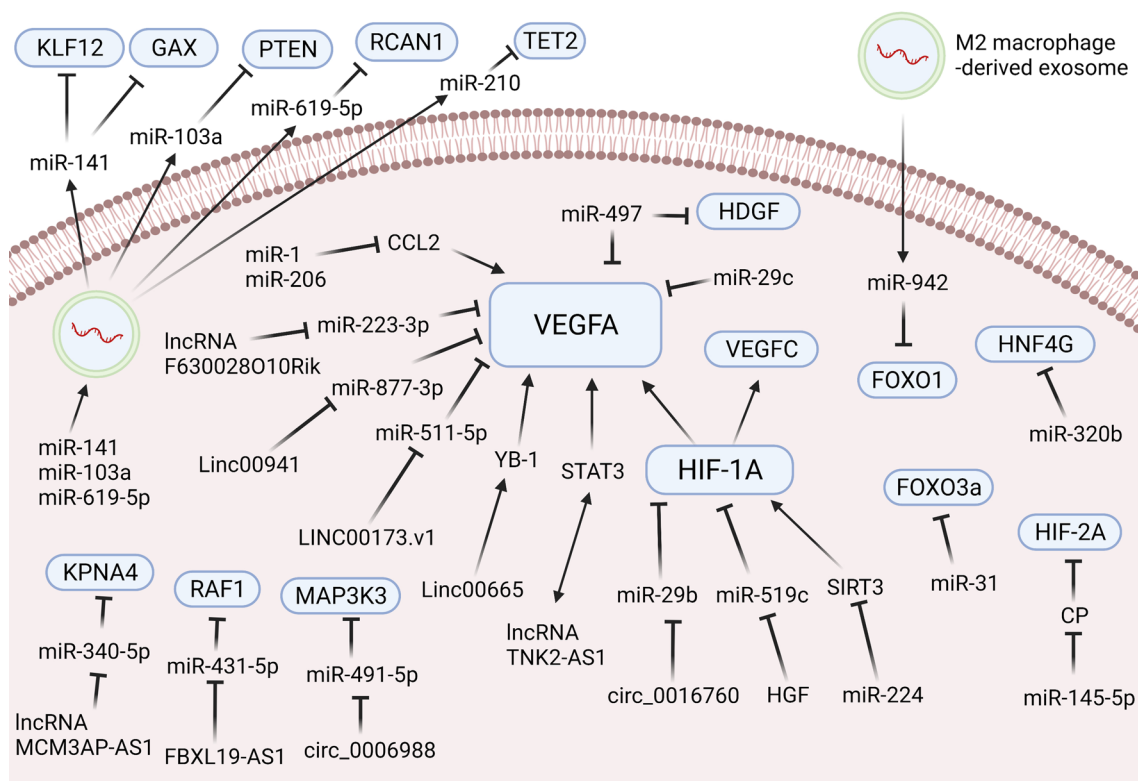 KLF12
GAX
PTEN
RCAN1
TET2
M2 macrophage
-derived exosome
miR-210
miR-619-5p
miR-103a
miR-141
miR-497
HDGF
CCL2
miR-1
miR-206
miR-29c
miR-942
VEGFA
miR-223-3p
lncRNA
F630028O10Rik
VEGFC
HNF4G
FOXO1
miR-877-3p
miR-511-5p
miR-320b
miR-141
miR-103a
miR-619-5p
Linc00941
YB-1
STAT3
HIF-1A
FOXO3a
LINC00173.v1
HIF-2A
KPNA4
RAF1
MAP3K3
Linc00665
miR-29b
miR-519c
SIRT3
miR-31
CP
lncRNA
TNK2-AS1
miR-340-5p
miR-431-5p
miR-491-5p
circ_0016760
HGF
miR-224
miR-145-5p
lncRNA
MCM3AP-AS1
FBXL19-AS1
circ_0006988